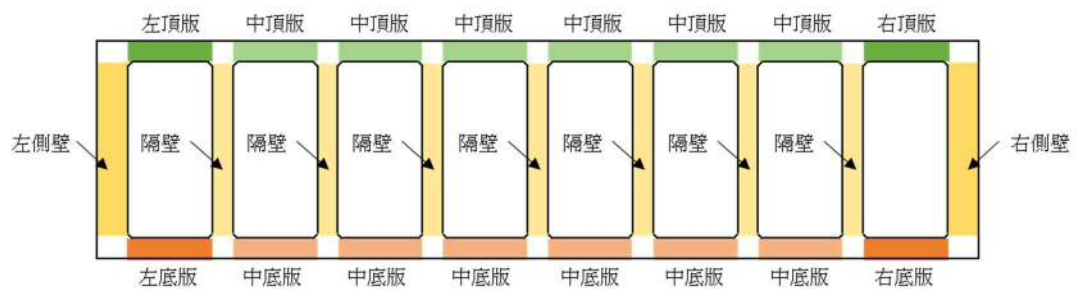 左頂版 中頂版 中頂版 中頂版 中頂版 中頂版 中頂版 右頂版
左側壁 隔壁 隔壁 隔壁 隔壁 隔壁 隔壁 隔壁 右側壁
左底版 中底版 中底版 中底版 中底版 中底版 中底版 右底版